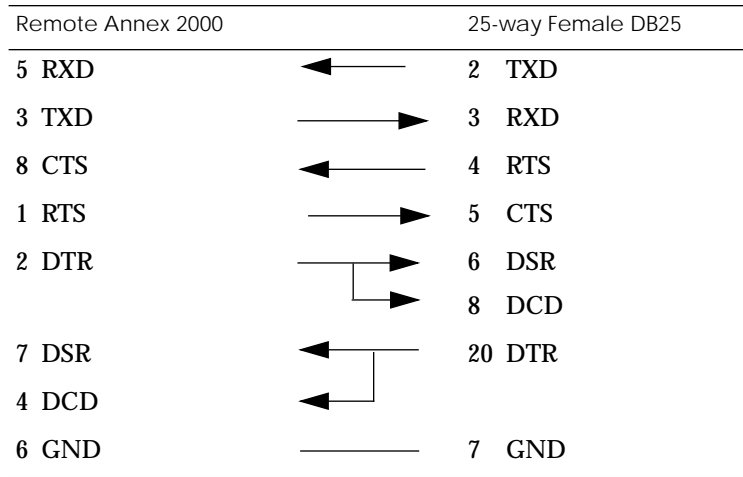 Remote Annex 2000 25-way Female DB25
5 RXD 2 TXD
3 TXD 3 RXD
8 CTS 4 RTS
1 RTS 5 CTS
2 DTR 6 DSR
8 DCD
7 DSR 20 DTR
4 DCD
6 GND 7 GND